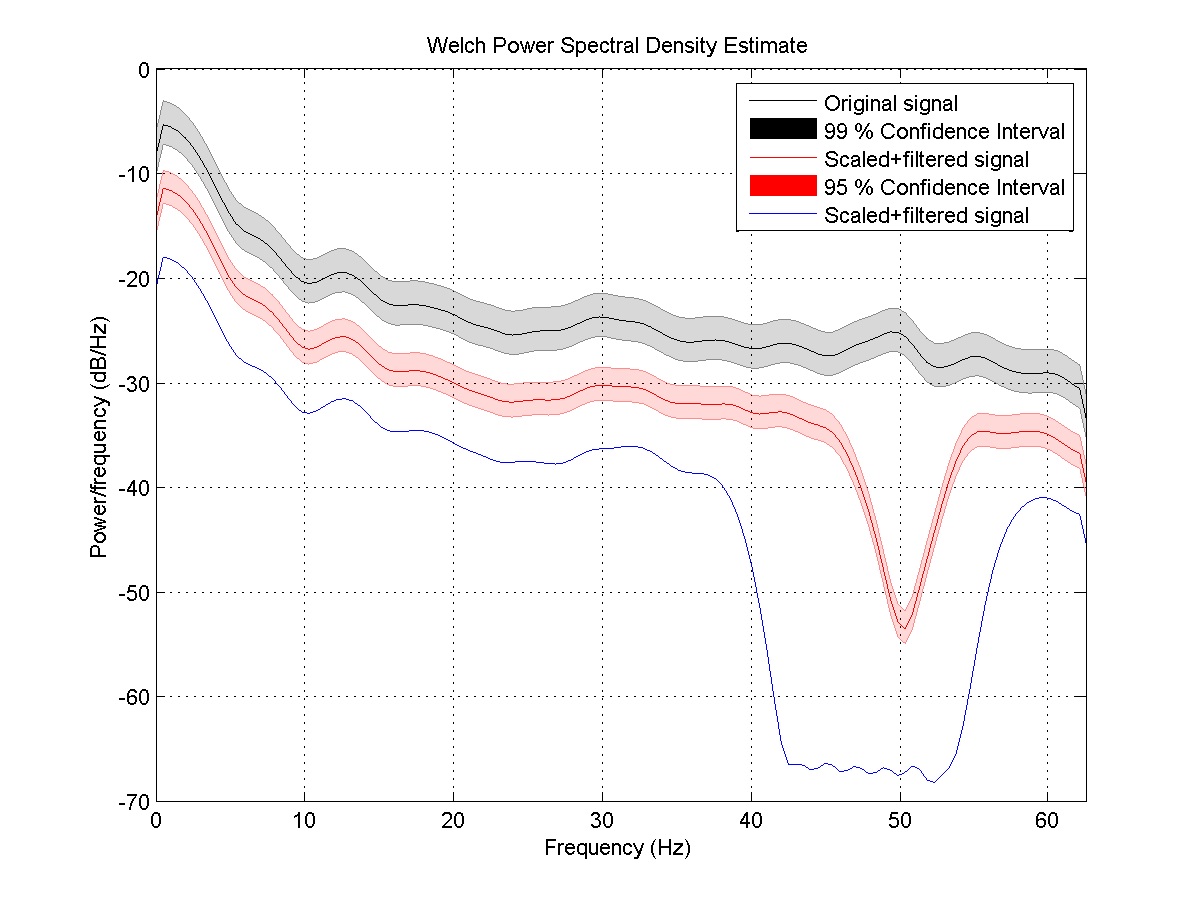 Welch Power Spectral Density Estimate
Original signal
99 % Confidence Interval
Scaled+filtered signal
95 % Confidence Interval
Scaled+filtered signal
Power/frequency (dB/Hz)
0
-10
-20
-30
-40
-50
-60
-70
0 10 20 30 40 50 60
Frequency (Hz)